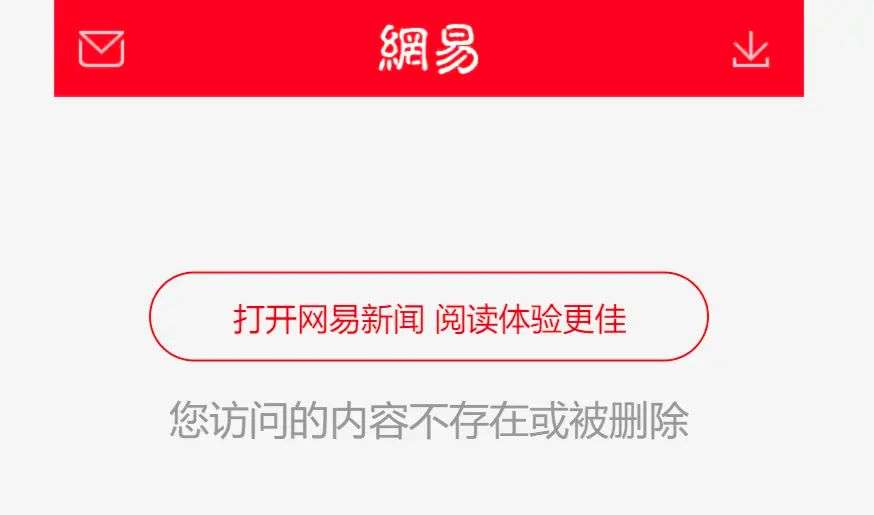 網易
打开网易新闻 阅读体验更佳
您访问的内容不存在或被删除